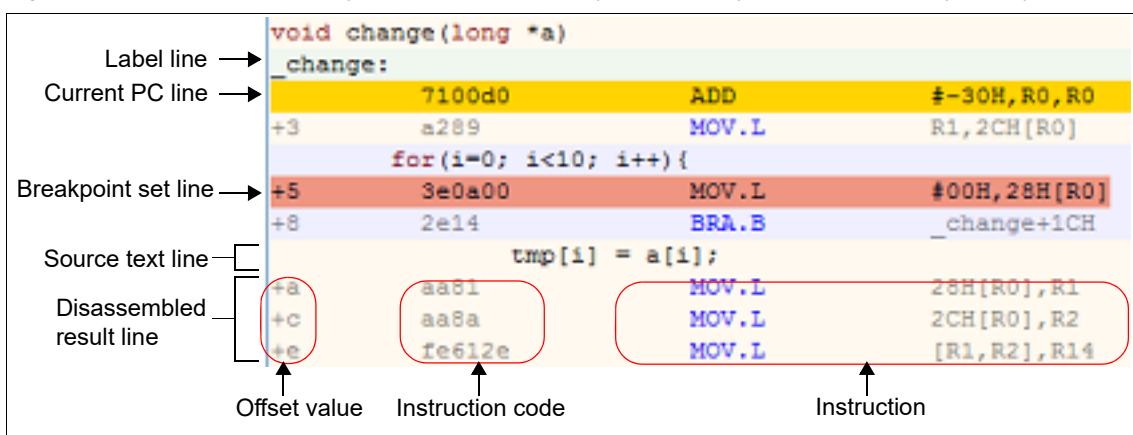 void change(long *a)
Label line _change:
Current PC line 7100d0 ADD #-30H,R0,R0
+3 a289 MOV.L R1,2CH[R0]
for(i=0; i<10; i++){
Breakpoint set line +5 3e0a00 MOV.L #00H,28H[R0]
+8 2e14 BRA.B _change+1CH
Source text line tmp[i] = a[i];
Disassembled
result line
+a aa81 MOV.L 28H[R0],R1
+c aa8a MOV.L 2CH[R0],R2
+e fe612e MOV.L [R1,R2],R14
Offset value Instruction code Instruction